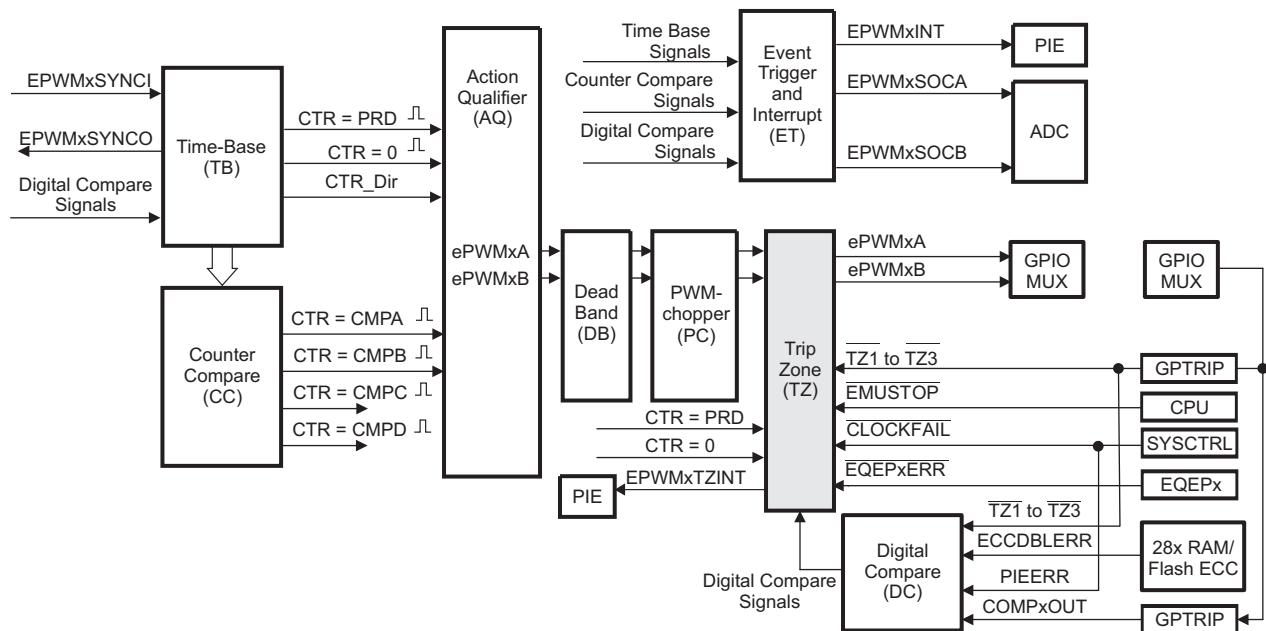 EPWMxSYNCI
EPWMxSYNCO
Digital Compare
Signals
Time-Base
(TB)
CTR = PRD
CTR = 0
CTR_Dir
Counter
Compare
(CC)
CTR = CMPA
CTR = CMPB
CTR = CMPC
CTR = CMPD
Action
Qualifier
(AQ)
ePWMxA
ePWMxB
Time Base
Signals
Counter Compare
Signals
Digital Compare
Signals
Event
Trigger
and
Interrupt
(ET)
EPWMxINT
EPWMxSOCA
EPWMxSOCB
PIE
ADC
Dead
Band
(DB)
PWM-
chopper
(PC)
Trip
Zone
(TZ)
ePWMxA
ePWMxB
GPIO
MUX
GPIO
MUX
TZ1 to TZ3
GPTRIP
EMUSTOP
CPU
CLOCKFAIL
SYSCTRL
EQEPxERR
EQEPx
CTR = PRD
CTR = 0
EPWMxTZINT
PIE
Digital Compare
Signals
Digital
Compare
(DC)
TZ1 to TZ3
ECCDBLERR
28x RAM/
Flash ECC
PIEERR
COMPxOUT
GPTRIP